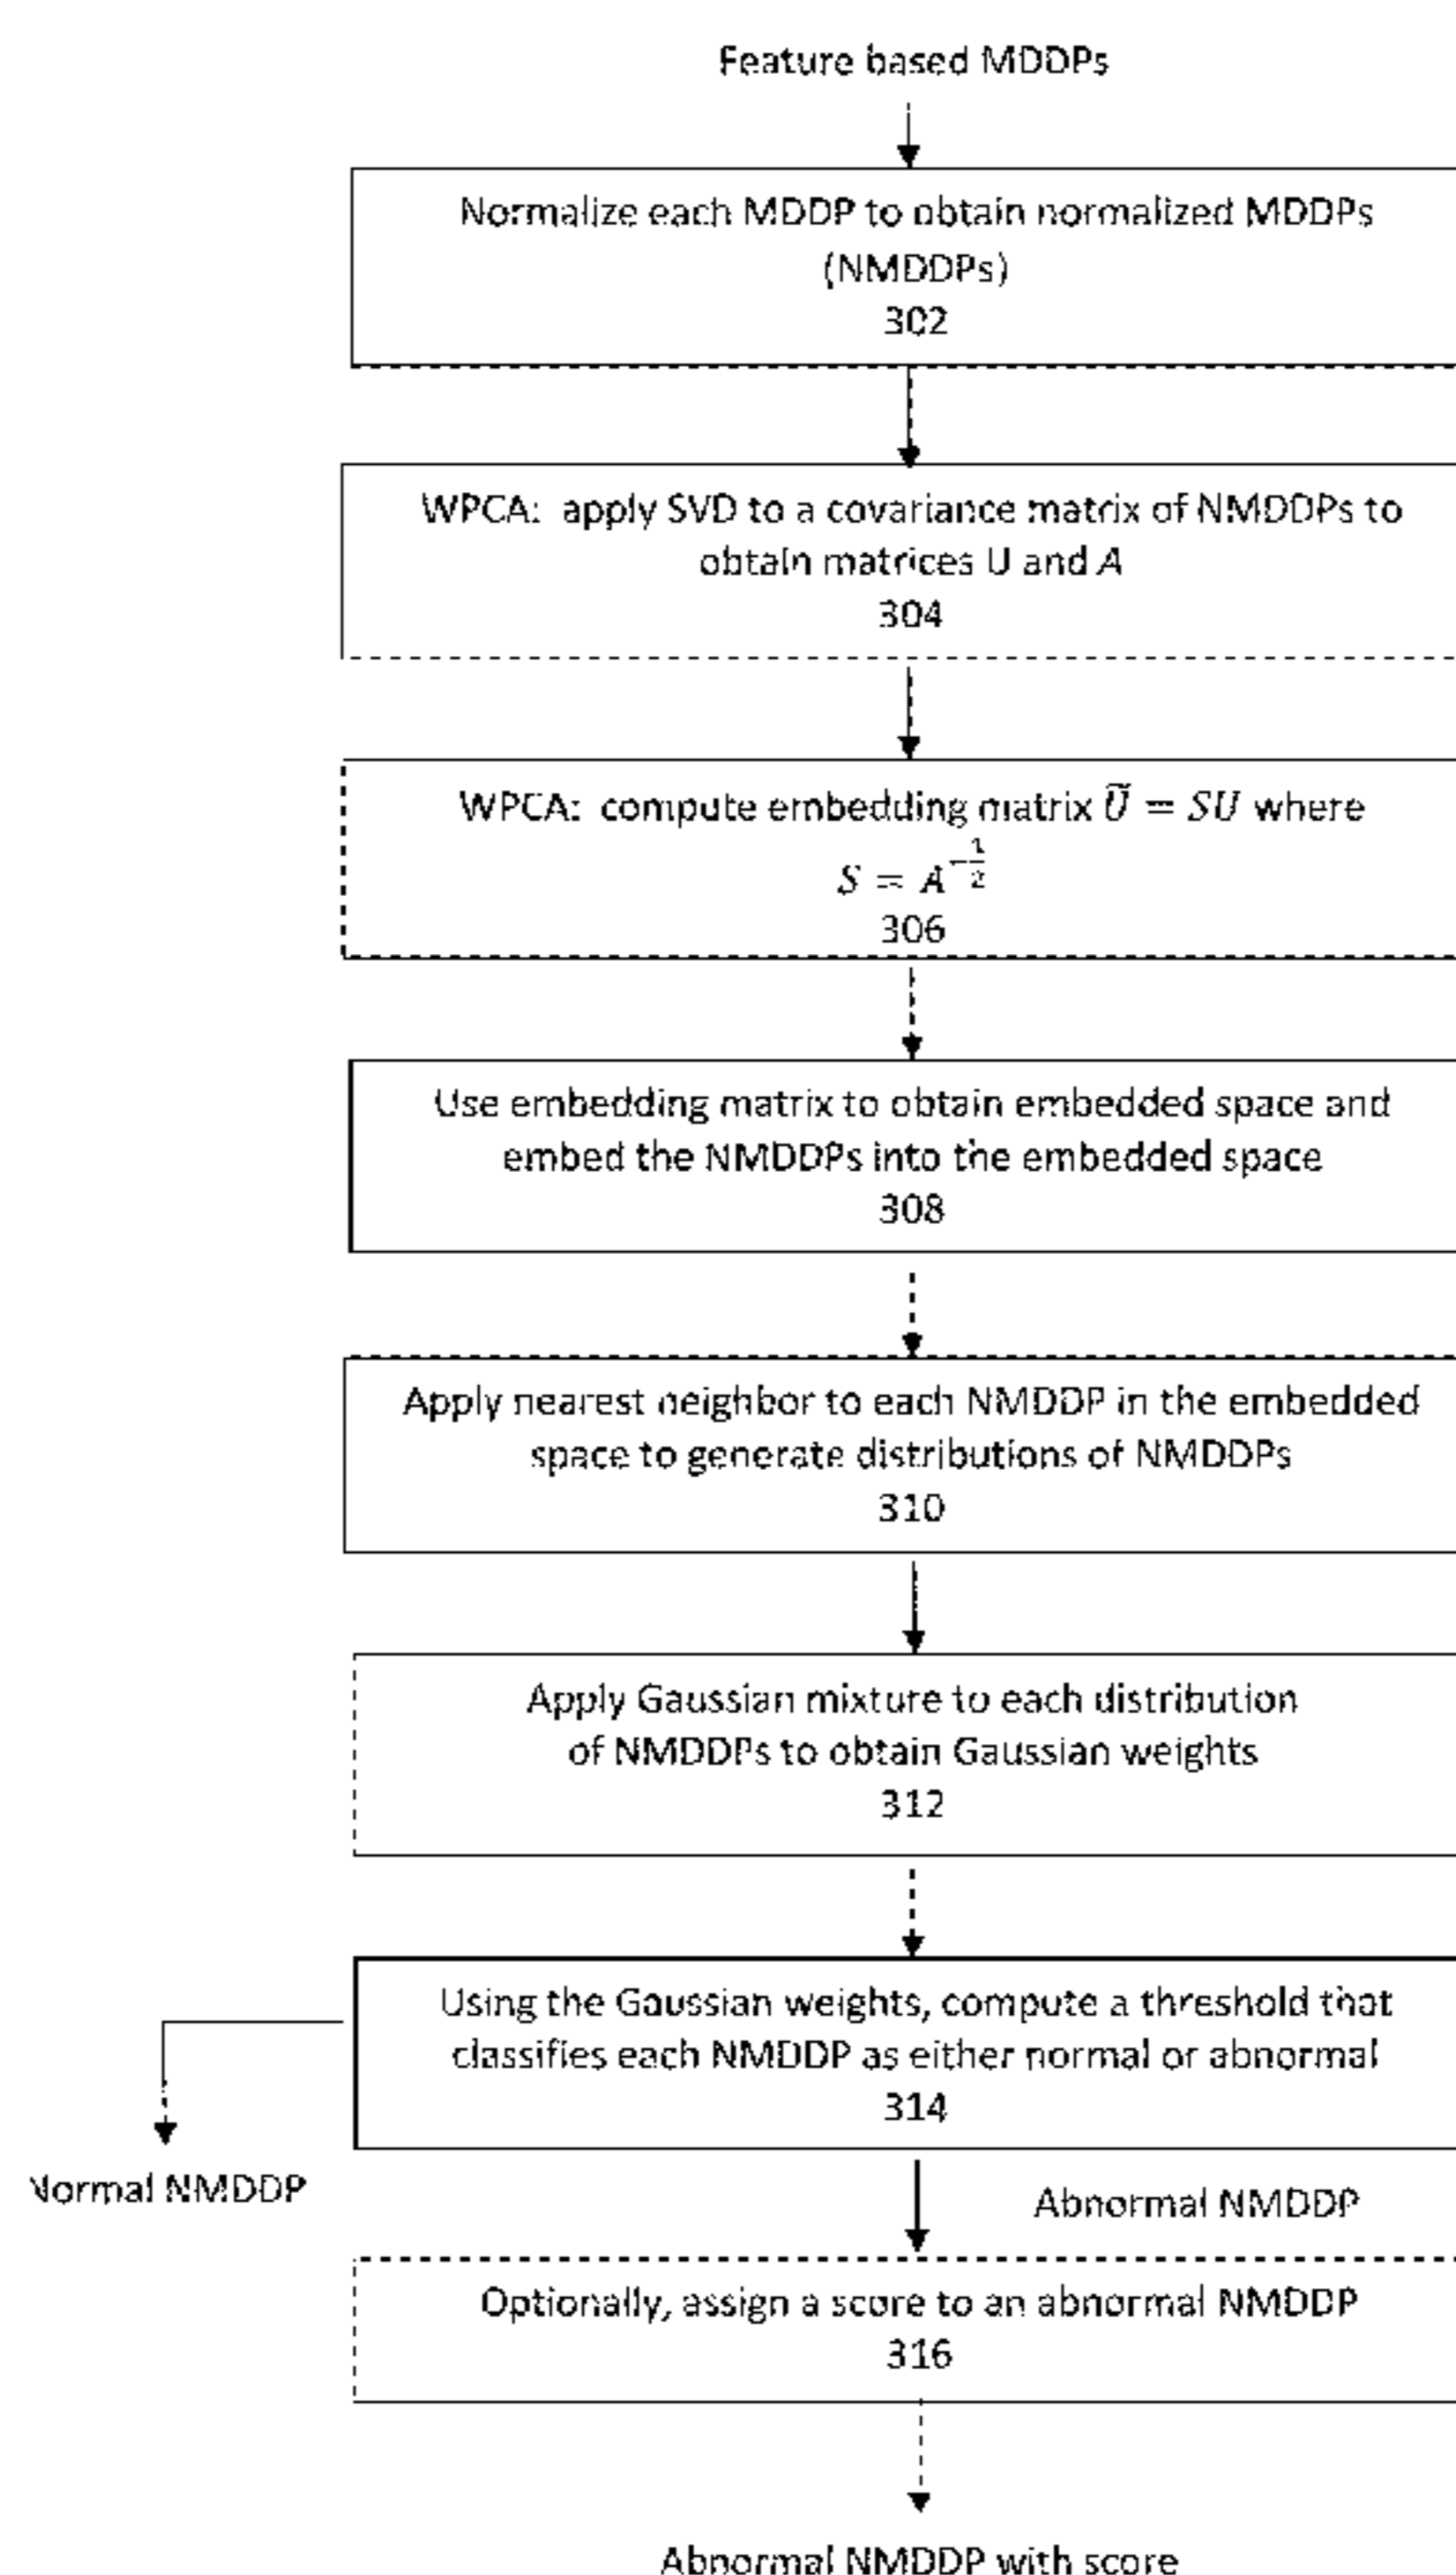 Feature based MDDPs
Normalize each MDDP to obtain normalized MDDPs
(NMDDPs)
302
WPCA: apply SVD to a covariance matrix of NMDDPs to
obtain matrices U and A
304
WPCA: compute embedding matrix Ũ = SU where
S = A^{-1/2}
306
Use embedding matrix to obtain embedded space and
embed the NMDDPs into the embedded space
308
Apply nearest neighbor to each NMDDP in the embedded
space to generate distributions of NMDDPs
310
Apply Gaussian mixture to each distribution
of NMDDPs to obtain Gaussian weights
312
Using the Gaussian weights, compute a threshold that
classifies each NMDDP as either normal or abnormal
314
Normal NMDDP
Abnormal NMDDP
Optionally, assign a score to an abnormal NMDDP
316
Abnormal NMDDP with score